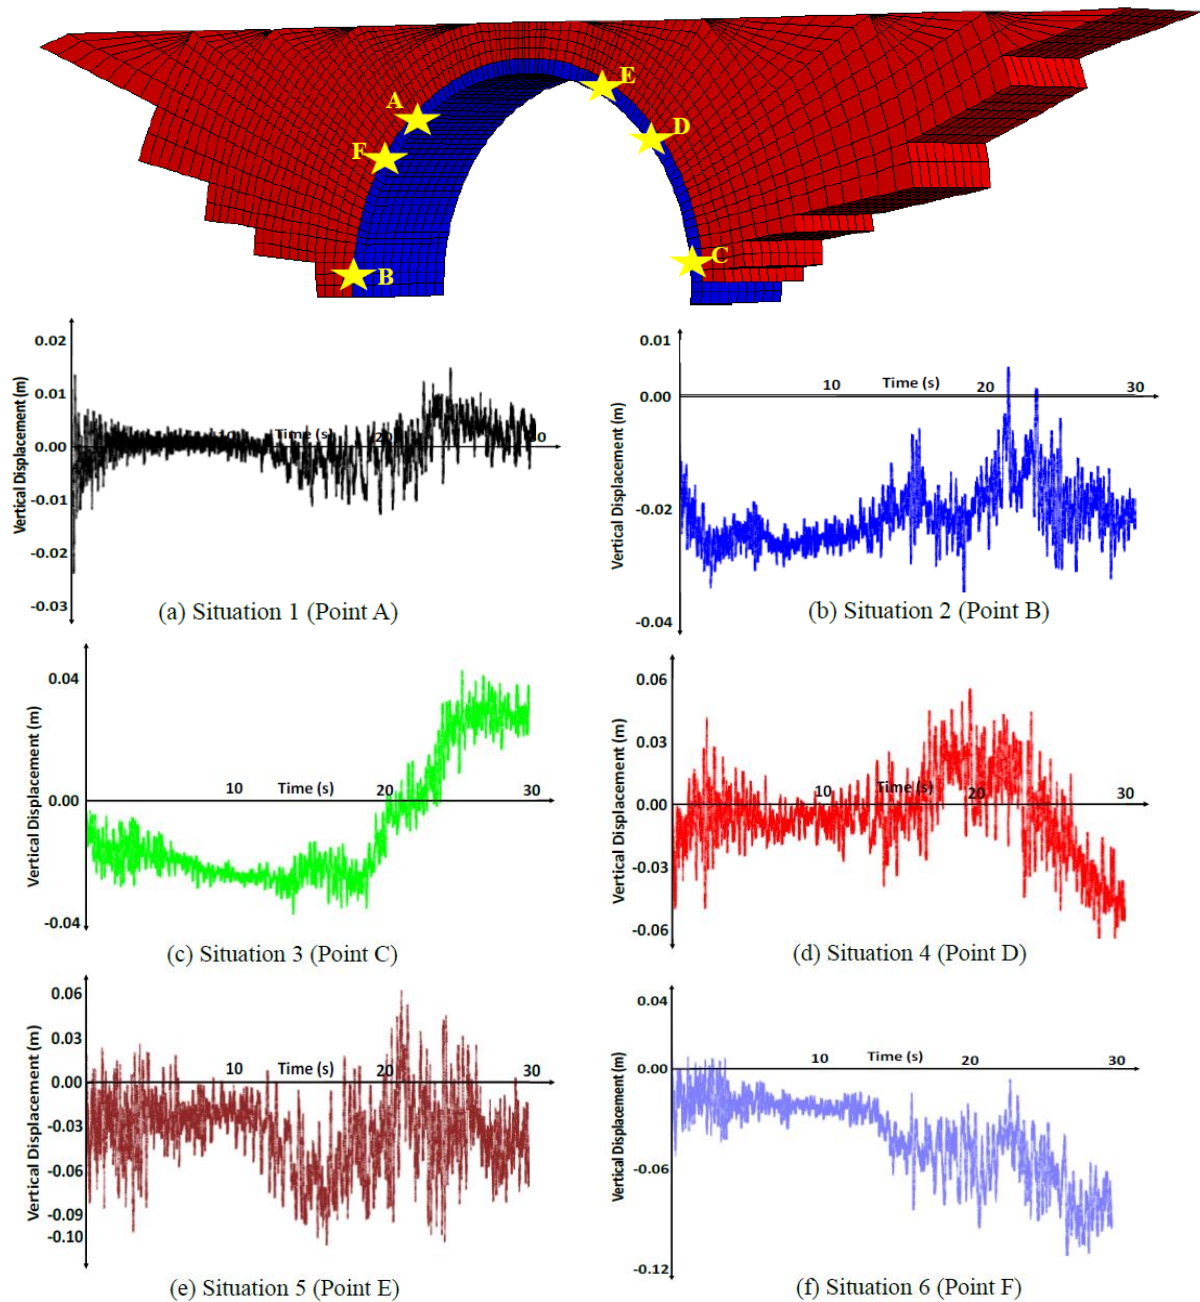 E
A
D
F
C
B
0.02
0.01
0.00
-0.01
-0.02
-0.03
Vertical Displacement (m)
10
Time (s)
20
30
(a) Situation 1 (Point A)
0.01
0.00
-0.02
-0.04
Vertical Displacement (m)
10
Time (s)
20
30
(b) Situation 2 (Point B)
0.04
0.00
-0.04
Vertical Displacement (m)
10
Time (s)
20
30
(c) Situation 3 (Point C)
0.06
0.03
0.00
-0.03
-0.06
Vertical Displacement (m)
10
Time (s)
20
30
(d) Situation 4 (Point D)
0.06
0.03
0.00
-0.03
-0.06
-0.09
-0.10
Vertical Displacement (m)
10
Time (s)
20
30
(e) Situation 5 (Point E)
0.04
0.00
-0.06
-0.12
Vertical Displacement (m)
10
Time (s)
20
30
(f) Situation 6 (Point F)